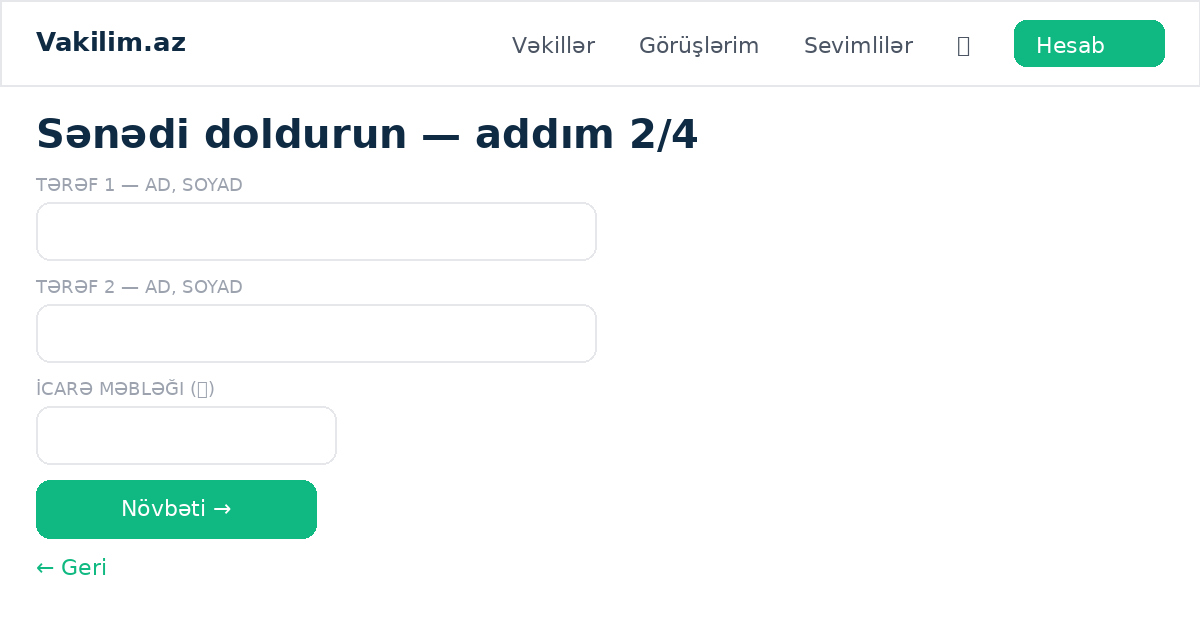 Vakilim.az
Vəkillər
Görüşlərim
Sevimlilər
Hesab
Sənədi doldurun — addım 2/4
TƏRƏF 1 — AD, SOYAD
TƏRƏF 2 — AD, SOYAD
İCARƏ MƏBLƏĞI (▯)
Növbəti →
← Geri